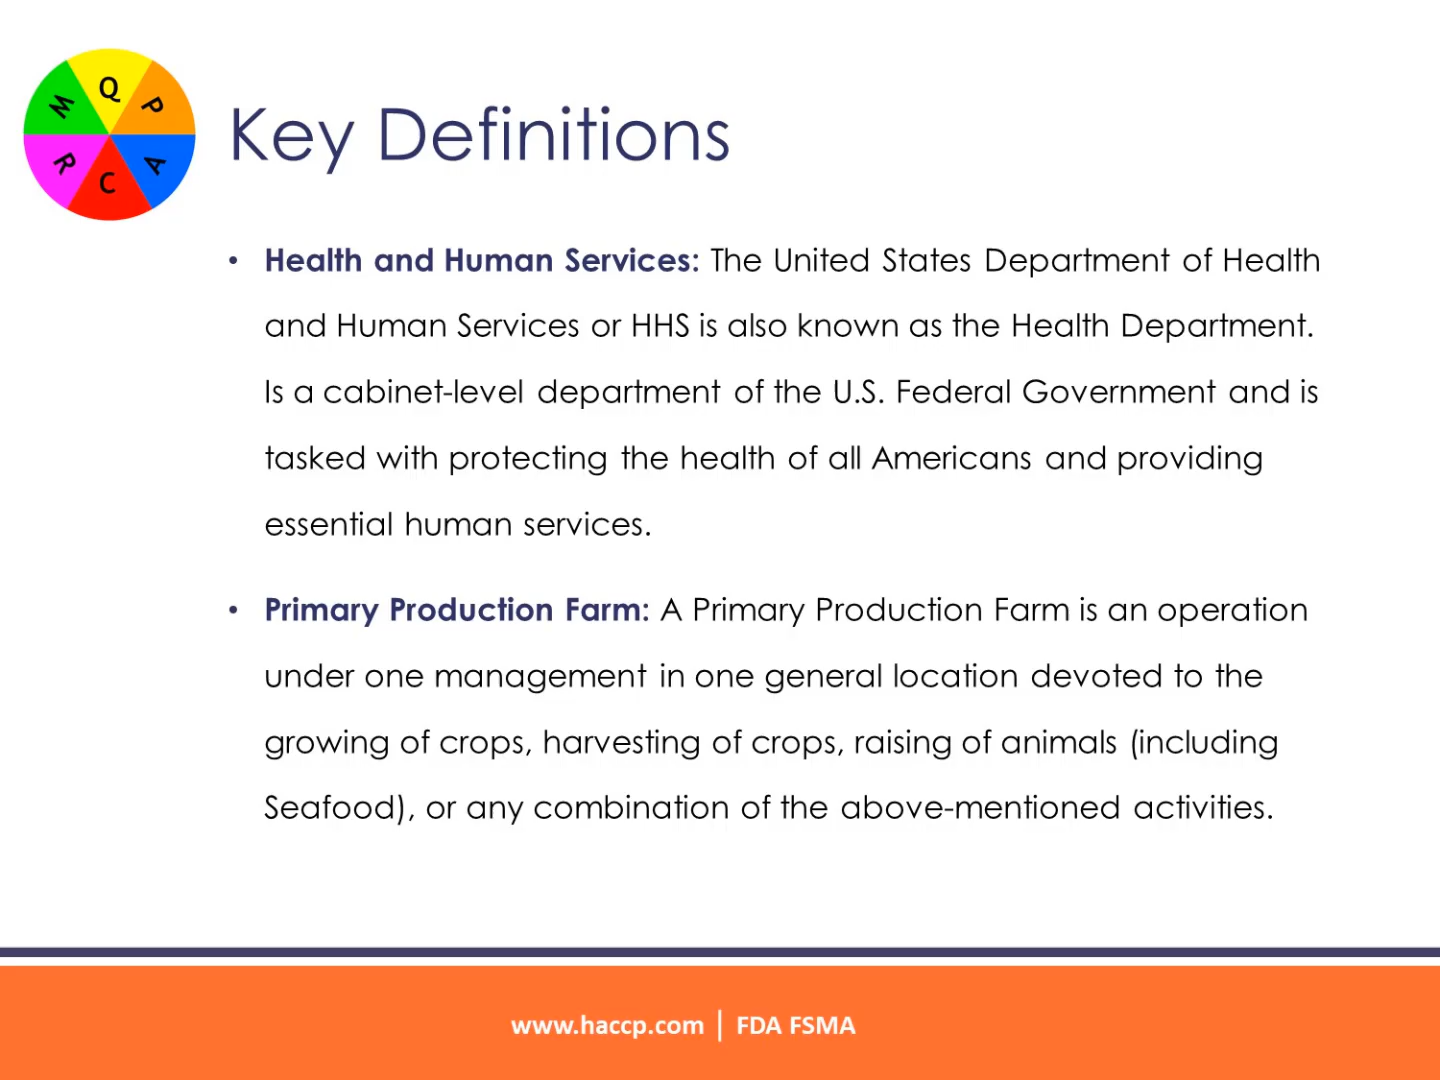 Q
P
A
C
R
W
Key Definitions
• Health and Human Services: The United States Department of Health
and Human Services or HHS is also known as the Health Department.
Is a cabinet-level department of the U.S. Federal Government and is
tasked with protecting the health of all Americans and providing
essential human services.
• Primary Production Farm: A Primary Production Farm is an operation
under one management in one general location devoted to the
growing of crops, harvesting of crops, raising of animals (including
Seafood), or any combination of the above-mentioned activities.
www.haccp.com | FDA FSMA